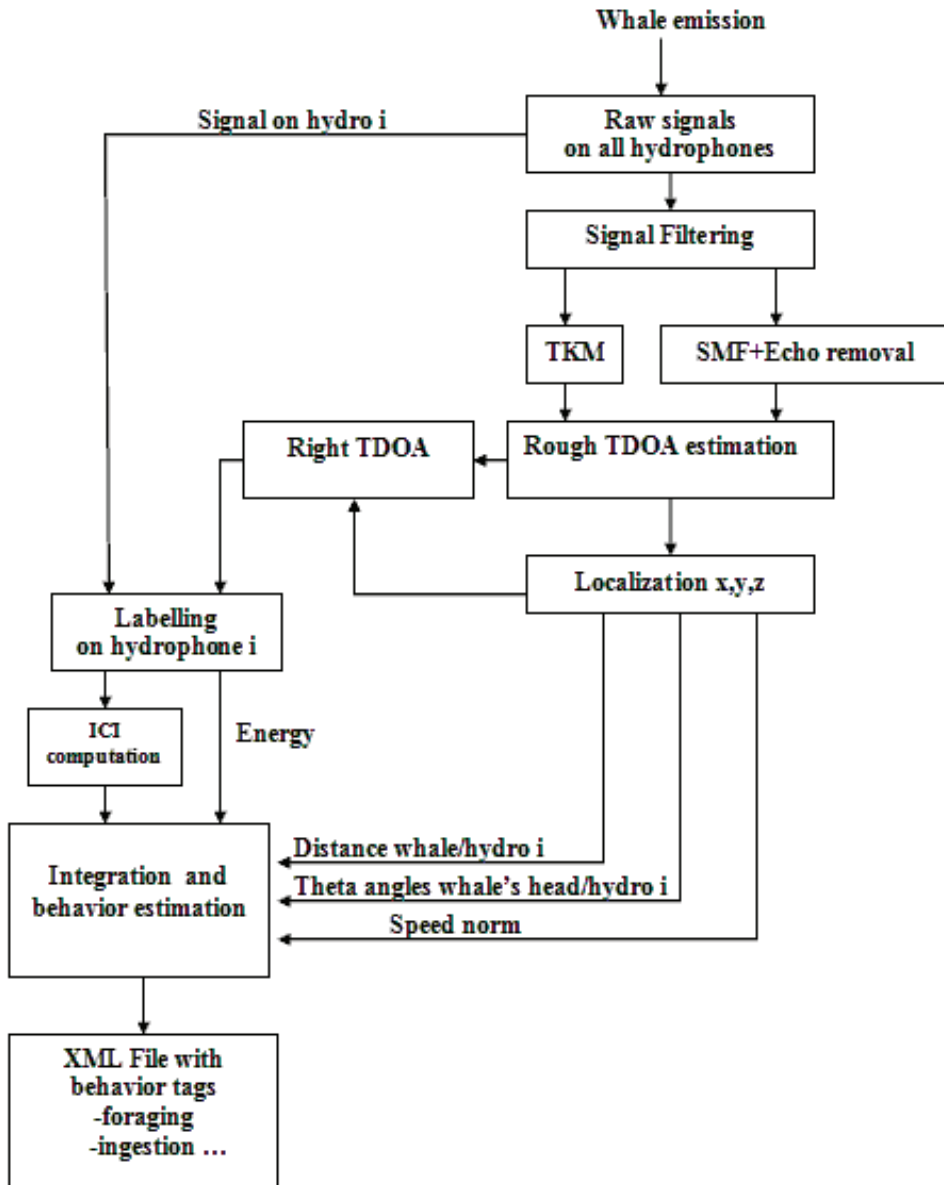 Whale emission
Signal on hydro i
Raw signals
on all hydrophones
Signal Filtering
TKM
SMF+Echo removal
Right TDOA
Rough TDOA estimation
Localization x,y,z
Labelling
on hydrophone i
ICI
computation
Energy
Distance whale/hydro i
Integration and
behavior estimation
Theta angles whale's head/hydro i
Speed norm
XML File with
behavior tags
-foraging
-ingestion ...